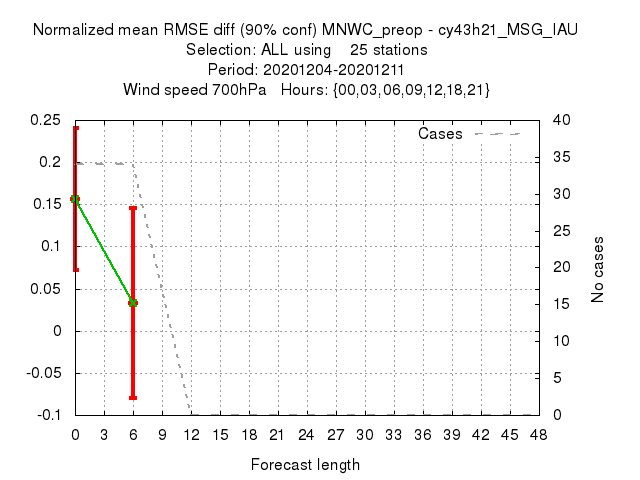 Normalized mean RMSE diff (90% conf) MNWC_preop - cy43h21_MSG_IAU
Selection: ALL using 25 stations
Period: 20201204-20201211
Wind speed 700hPa Hours: {00,03,06,09,12,18,21}
Cases
0.25
0.2
0.15
0.1
0.05
0
-0.05
-0.1
40
35
30
25
20
15
10
5
0
No cases
0 3 6 9 12 15 18 21 24 27 30 33 36 39 42 45 48
Forecast length